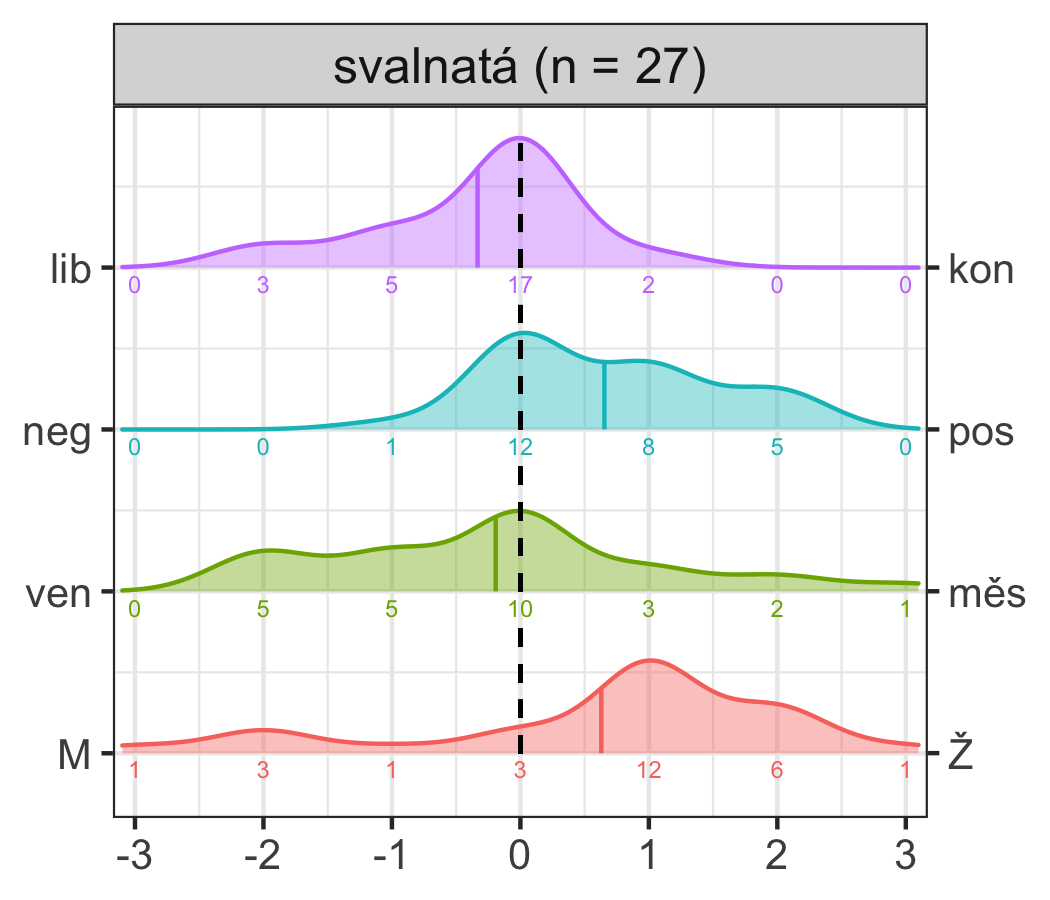 svalnatá (n = 27)
lib kon
0 3 5 17 2 0 0
neg pos
0 0 1 12 8 5 0
ven měs
0 5 5 10 3 2 1
M Ž
1 3 1 3 12 6 1
-3 -2 -1 0 1 2 3